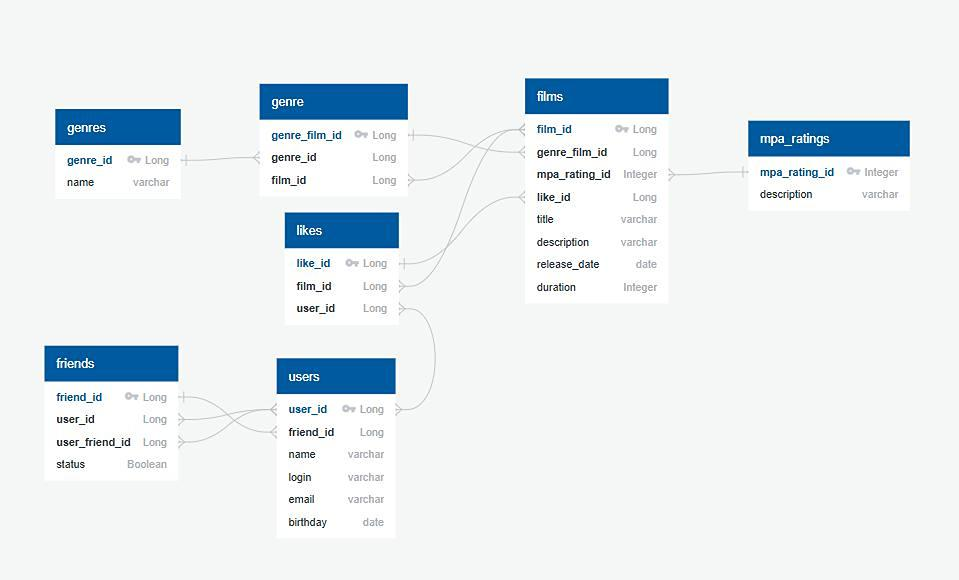 genres
genre_id Long
name varchar
genre
genre_film_id Long
genre_id Long
film_id Long
films
film_id Long
genre_film_id Long
mpa_rating_id Integer
like_id Long
title varchar
description varchar
release_date date
duration Integer
mpa_ratings
mpa_rating_id Integer
description varchar
likes
like_id Long
film_id Long
user_id Long
friends
friend_id Long
user_id Long
user_friend_id Long
status Boolean
users
user_id Long
friend_id Long
name varchar
login varchar
email varchar
birthday date